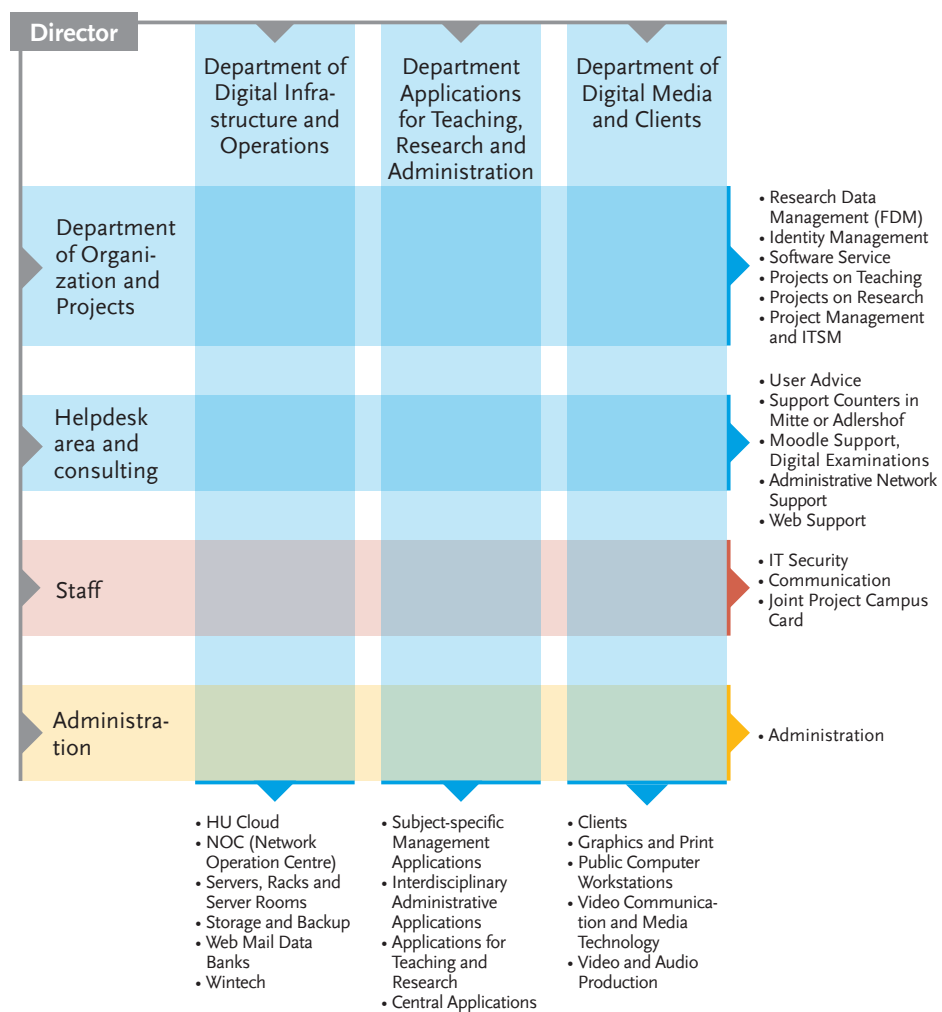 Director
Department of
Digital Infra-
structure and
Operations
Department
Applications
for Teaching,
Research and
Administration
Department of
Digital Media
and Clients
Department
of Organi-
zation and
Projects
• Research Data
Management (FDM)
• Identity Management
• Software Service
• Projects on Teaching
• Projects on Research
• Project Management
and ITSM
Helpdesk
area and
consulting
• User Advice
• Support Counters in
Mitte or Adlershof
• Moodle Support,
Digital Examinations
• Administrative Network
Support
• Web Support
Staff
• IT Security
• Communication
• Joint Project Campus
Card
Administra-
tion
• Administration
• HU Cloud
• NOC (Network
Operation Centre)
• Servers, Racks and
Server Rooms
• Storage and Backup
• Web Mail Data
Banks
• Wintech
• Subject-specific
Management
Applications
• Interdisciplinary
Administrative
Applications
• Applications for
Teaching and
Research
• Central Applications
• Clients
• Graphics and Print
• Public Computer
Workstations
• Video Communica-
tion and Media
Technology
• Video and Audio
Production